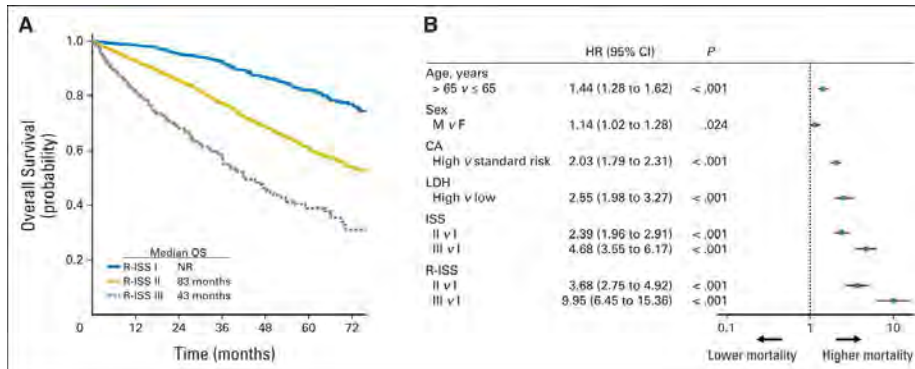 A
Overall Survival
(probability)
1.0
0.8
0.6
0.4
0.2
Median OS
R-ISS I NR
R-ISS II 83 months
R-ISS III 43 months
0 12 24 36 48 60 72
Time (months)
B
HR (95% CI) P
Age, years
> 65 v ≤ 65 1.44 (1.28 to 1.62) < .001
Sex
M v F 1.14 (1.02 to 1.28) .024
CA
High v standard risk 2.03 (1.79 to 2.31) < .001
LDH
High v low 2.55 (1.98 to 3.27) < .001
ISS
II v I 2.39 (1.96 to 2.91) < .001
III v I 4.68 (3.55 to 6.17) < .001
R-ISS
II v I 3.68 (2.75 to 4.92) < .001
III v I 9.95 (6.45 to 15.36) < .001
0.1 1 10
Lower mortality Higher mortality